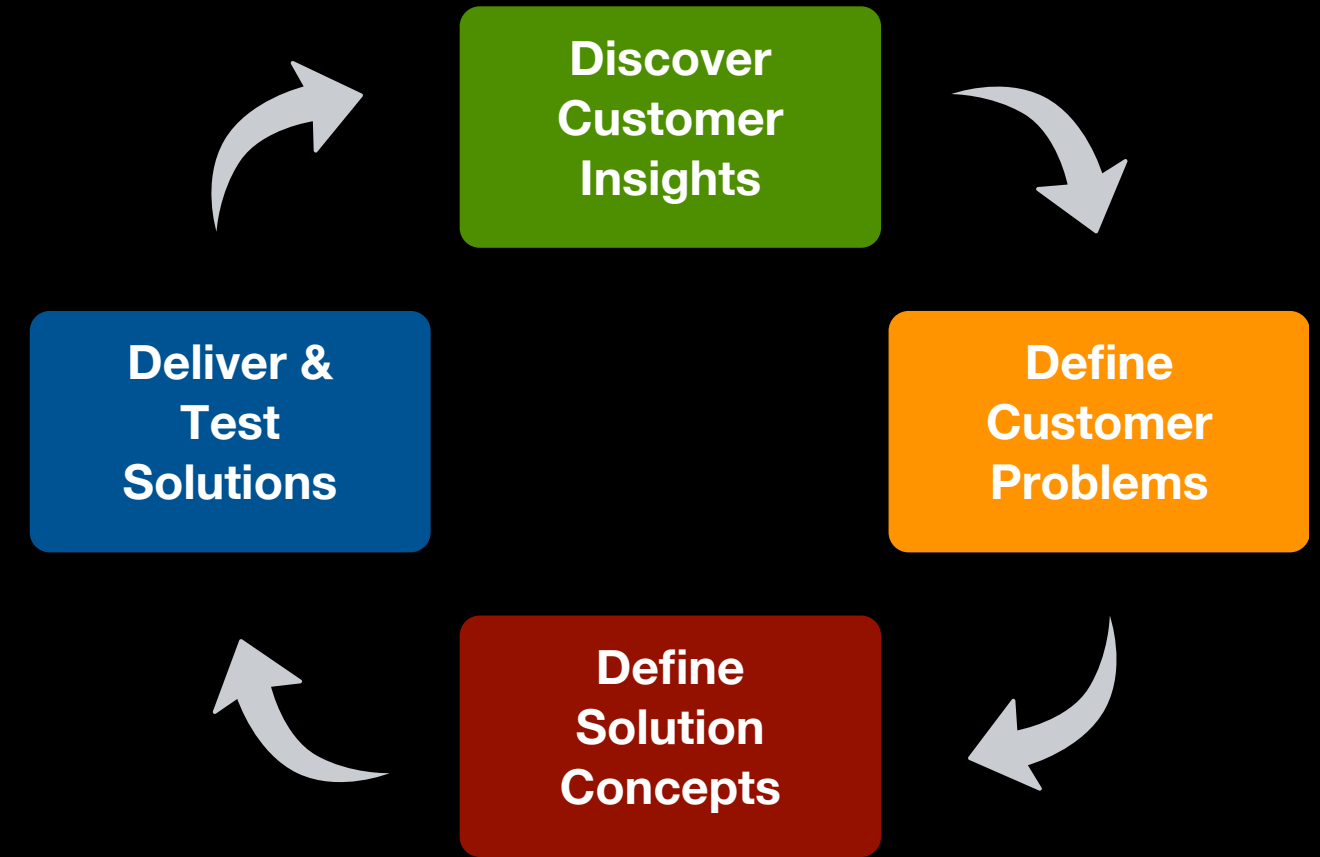 Discover
Customer
Insights
Deliver &
Test
Solutions
Define
Customer
Problems
Define
Solution
Concepts